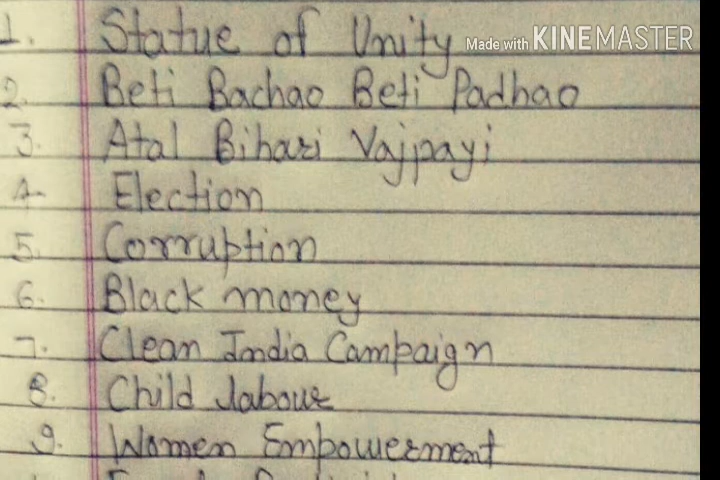 1. Statue of Unity
Made with KINEMASTER
2. Beti Bachao Beti Padhao
3. Atal Bihari Vajpayi
4. Election
5. Corruption
6. Black money
7. Clean India Campaign
8. Child labour
9. Women Empowerment